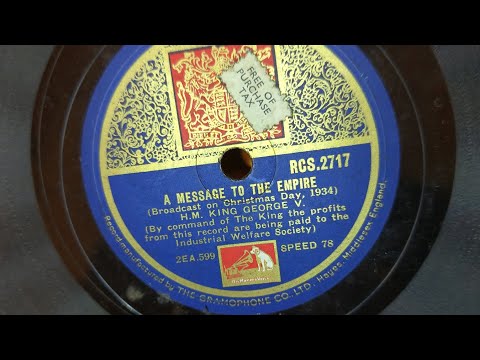 FREE OF
PURCHASE
TAX
RCS.2717
A MESSAGE TO THE EMPIRE
(Broadcast on Christmas Day, 1934)
H.M. KING GEORGE V.
(By command of The King the profits
from this record are being paid to the
Industrial Welfare Society)
2EA.599
SPEED 78
Record manufactured by THE GRAMOPHONE CO. LTD., Hayes, Middlesex, England.